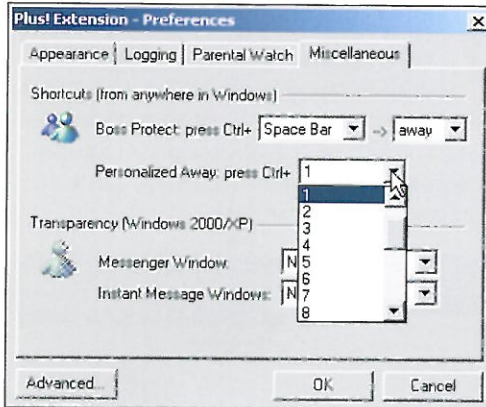 Plus! Extension - Preferences
Appearance Logging Parental Watch Miscellaneous
Shortcuts (from anywhere in Windows)
Boss Protect: press Ctrl+ Space Bar -> away
Personalized Away: press Ctrl+ 1
1
2
3
Transparency (Windows 2000/XP)
4
Messenger Window: N 5
6
Instant Message Windows: N 7
8
Advanced... OK Cancel